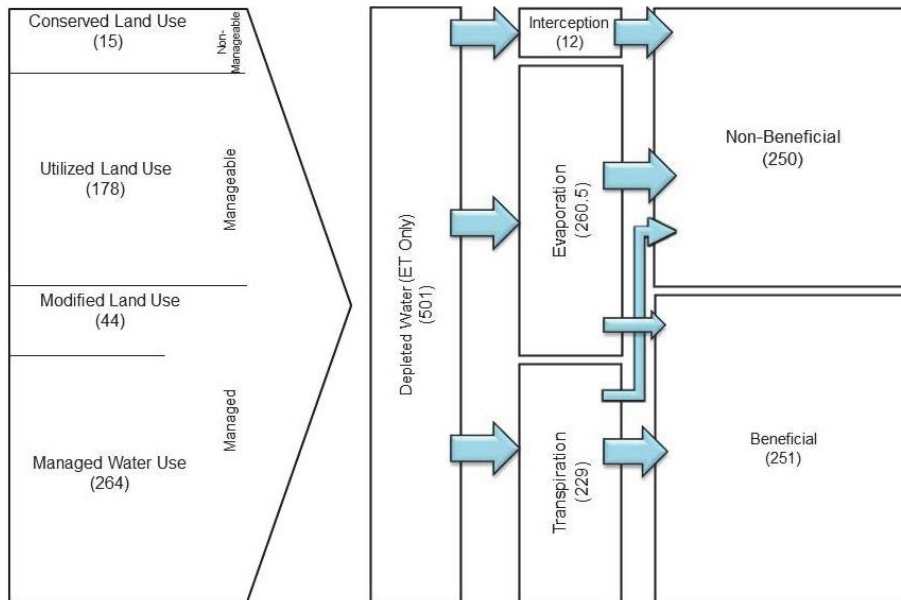 Conserved Land Use
(15)
Non-
Manageable
Utilized Land Use
(178)
Manageable
Modified Land Use
(44)
Managed
Managed Water Use
(264)
Depleted Water (ET Only)
(501)
Interception
(12)
Evaporation
(260.5)
Transpiration
(229)
Non-Beneficial
(250)
Beneficial
(251)